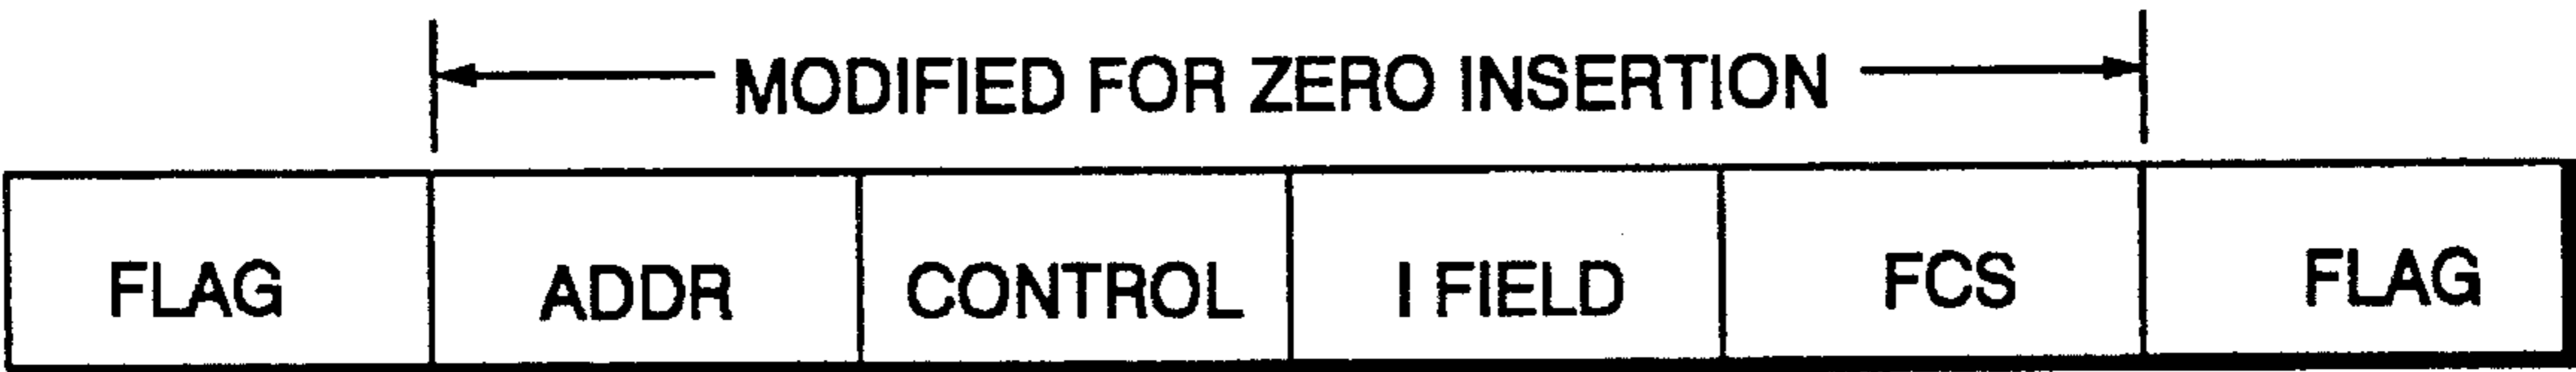 MODIFIED FOR ZERO INSERTION
FLAG ADDR CONTROL I FIELD FCS FLAG